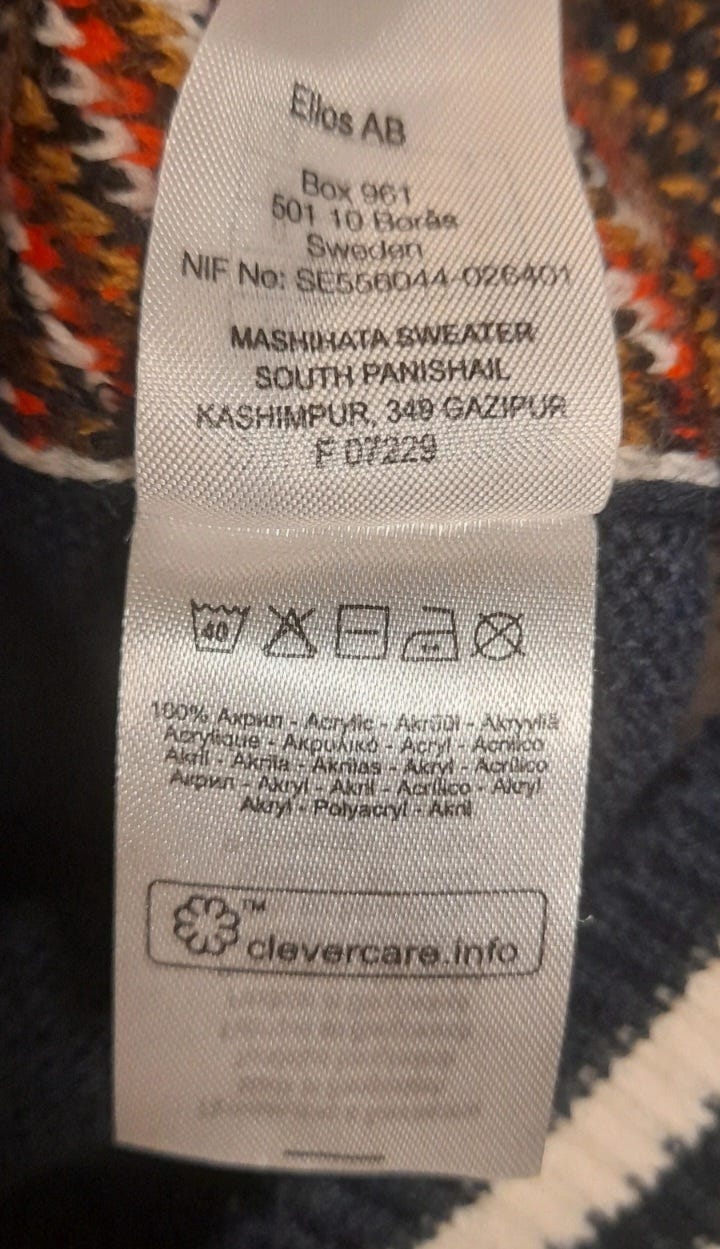 Ellos AB
Box 961
501 10 Borås
Sweden
NIF No: SE556044-026401
MASHIHATA SWEATER
SOUTH PANISHAIL
KASHIMPUR, 349 GAZIPUR
F 07229
40
100% Акрил - Acrylic - Akrüül - Akryyliä
Acrylique - Ακρυλικό - Acryl - Acrilico
Akril - Akrila - Akrilas - Akryl - Acrílico
Акрил - Akryl - Akril - Acrílico - Akryl
Akryl - Polyacryl - Akril
TM
clevercare.info